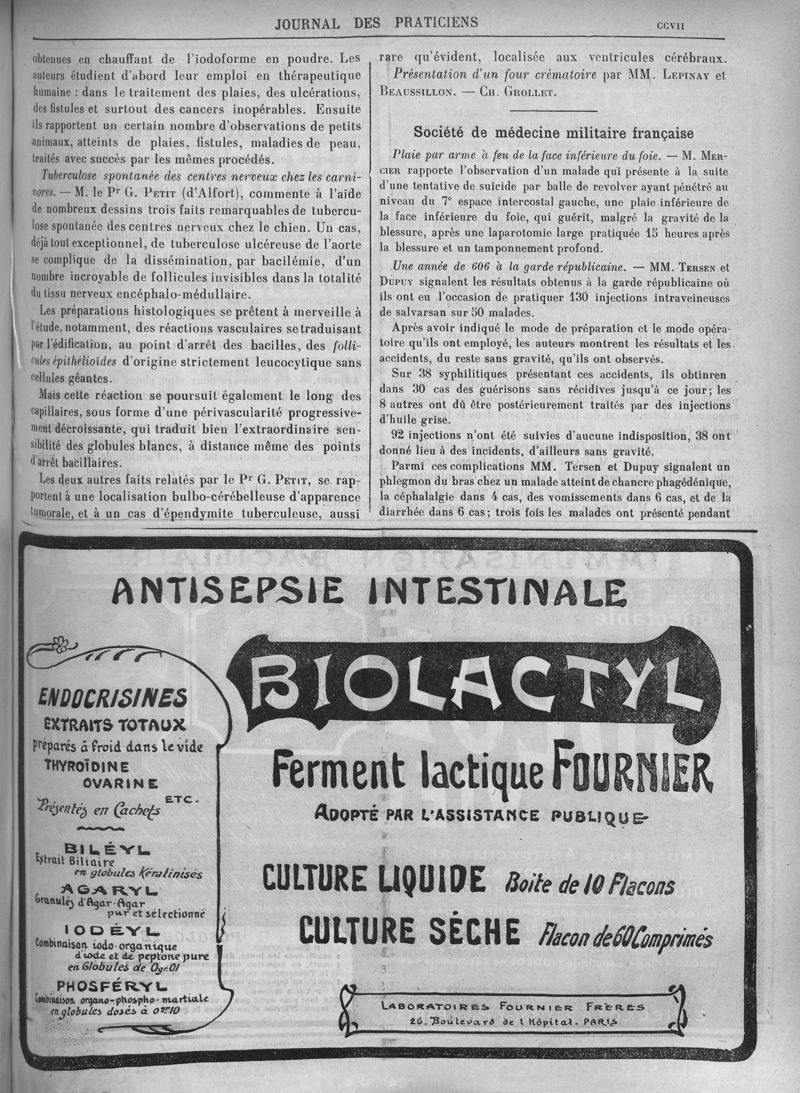 JOURNAL DES PRATICIENS
CCVII
obtenues en chauffant de l'iodoforme en poudre. Les
auteurs étudient d'abord leur emploi en thérapeutique
humaine : dans le traitement des plaies, des ulcérations,
des fistules et surtout des cancers inopérables. Ensuite
ils rapportent un certain nombre d'observations de petits
animaux, atteints de plaies, fistules, maladies de peau,
traités avec succès par les mêmes procédés.
Tuberculose spontanée des centres nerveux chez les carni-
vores. — M. le Pr G. PETIT (d'Alfort), commente à l'aide
de nombreux dessins trois faits remarquables de tubercu-
lose spontanée des centres nerveux chez le chien. Un cas,
déjà tout exceptionnel, de tuberculose ulcéreuse de l'aorte
se complique de la dissémination, par bacilémie, d'un
nombre incroyable de follicules invisibles dans la totalité
du tissu nerveux encéphalo-médullaire.
Les préparations histologiques se prêtent à merveille à
l'étude, notamment, des réactions vasculaires se traduisant
par l'édification, au point d'arrêt des bacilles, des folli-
cules épithélioïdes d'origine strictement leucocytique sans
cellules géantes.
Mais cette réaction se poursuit également le long des
capillaires, sous forme d'une périvascularité progressive-
ment décroissante, qui traduit bien l'extraordinaire sen-
sibilité des globules blancs, à distance même des points
d'arrêt bacillaires.
Les deux autres faits relatés par le Pr G. PETIT, se rap-
portent à une localisation bulbo-cérébelleuse d'apparence
tumorale, et à un cas d'épendymite tuberculeuse, aussi
rare qu'évident, localisée aux ventricules cérébraux.
Présentation d'un four crématoire par MM. LEPINAY et
BEAUSSILLON. — CH. GROLLET.
Société de médecine militaire française
Plaie par arme à feu de la face inférieure du foie. — M. MER-
CIER rapporte l'observation d'un malade qui présente à la suite
d'une tentative de suicide par balle de revolver ayant pénétré au
niveau du 7e espace intercostal gauche, une plaie inférieure de
la face inférieure du foie, qui guérit, malgré la gravité de la
blessure, après une laparotomie large pratiquée 15 heures après
la blessure et un tamponnement profond.
Une année de 606 à la garde républicaine. — MM. TERSEN et
DUPUY signalent les résultats obtenus à la garde républicaine où
ils ont eu l'occasion de pratiquer 130 injections intraveineuses
de salvarsan sur 50 malades.
Après avoir indiqué le mode de préparation et le mode opéra-
toire qu'ils ont employé, les auteurs montrent les résultats et les
accidents, du reste sans gravité, qu'ils ont observés.
Sur 38 syphilitiques présentant ces accidents, ils obtinren
dans 30 cas des guérisons sans récidives jusqu'à ce jour; les
8 autres ont dû être postérieurement traités par des injections
d'huile grise.
92 injections n'ont été suivies d'aucune indisposition, 38 ont
donné lieu à des incidents, d'ailleurs sans gravité.
Parmi ces complications MM. Tersen et Dupuy signalent un
phlegmon du bras chez un malade atteint de chancre phagédénique,
la céphalalgie dans 4 cas, des vomissements dans 6 cas, et de la
diarrhée dans 6 cas; trois fois les malades ont présenté pendant
ANTISEPSIE INTESTINALE
ENDOCRISINES
EXTRAITS TOTAUX
préparés à froid dans le vide
THYROÏDINE
OVARINE
ETC.
Présentés en Cachets
BILÉYL
Extrait Biliaire
en globules Kératinisés
AGARYL
Granulés d'Agar-Agar
pur et sélectionné
IODÉYL
Combinaison iodo-organique
d'iode et de peptone pure
en Globules de 0gr.01
PHOSFÉRYL
Combinaison organo-phospho-martiale
en globules dosés à 0gr10
BIOLACTYL
Ferment lactique FOURNIER
ADOPTÉ PAR L'ASSISTANCE PUBLIQUE
CULTURE LIQUIDE Boite de 10 Flacons
CULTURE SÈCHE Flacon de 60 Comprimés
LABORATOIRES FOURNIER FRÈRES
26. Boulevard de l'Hôpital. PARIS